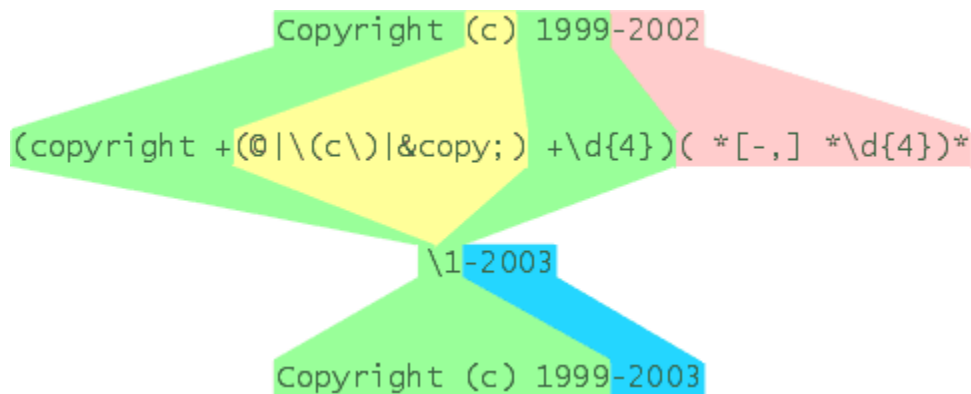 Copyright (c) 1999-2002
(copyright +(©|\(c\)|&copy;) +\d{4})( *[-,] *\d{4})*
\1-2003
Copyright (c) 1999-2003